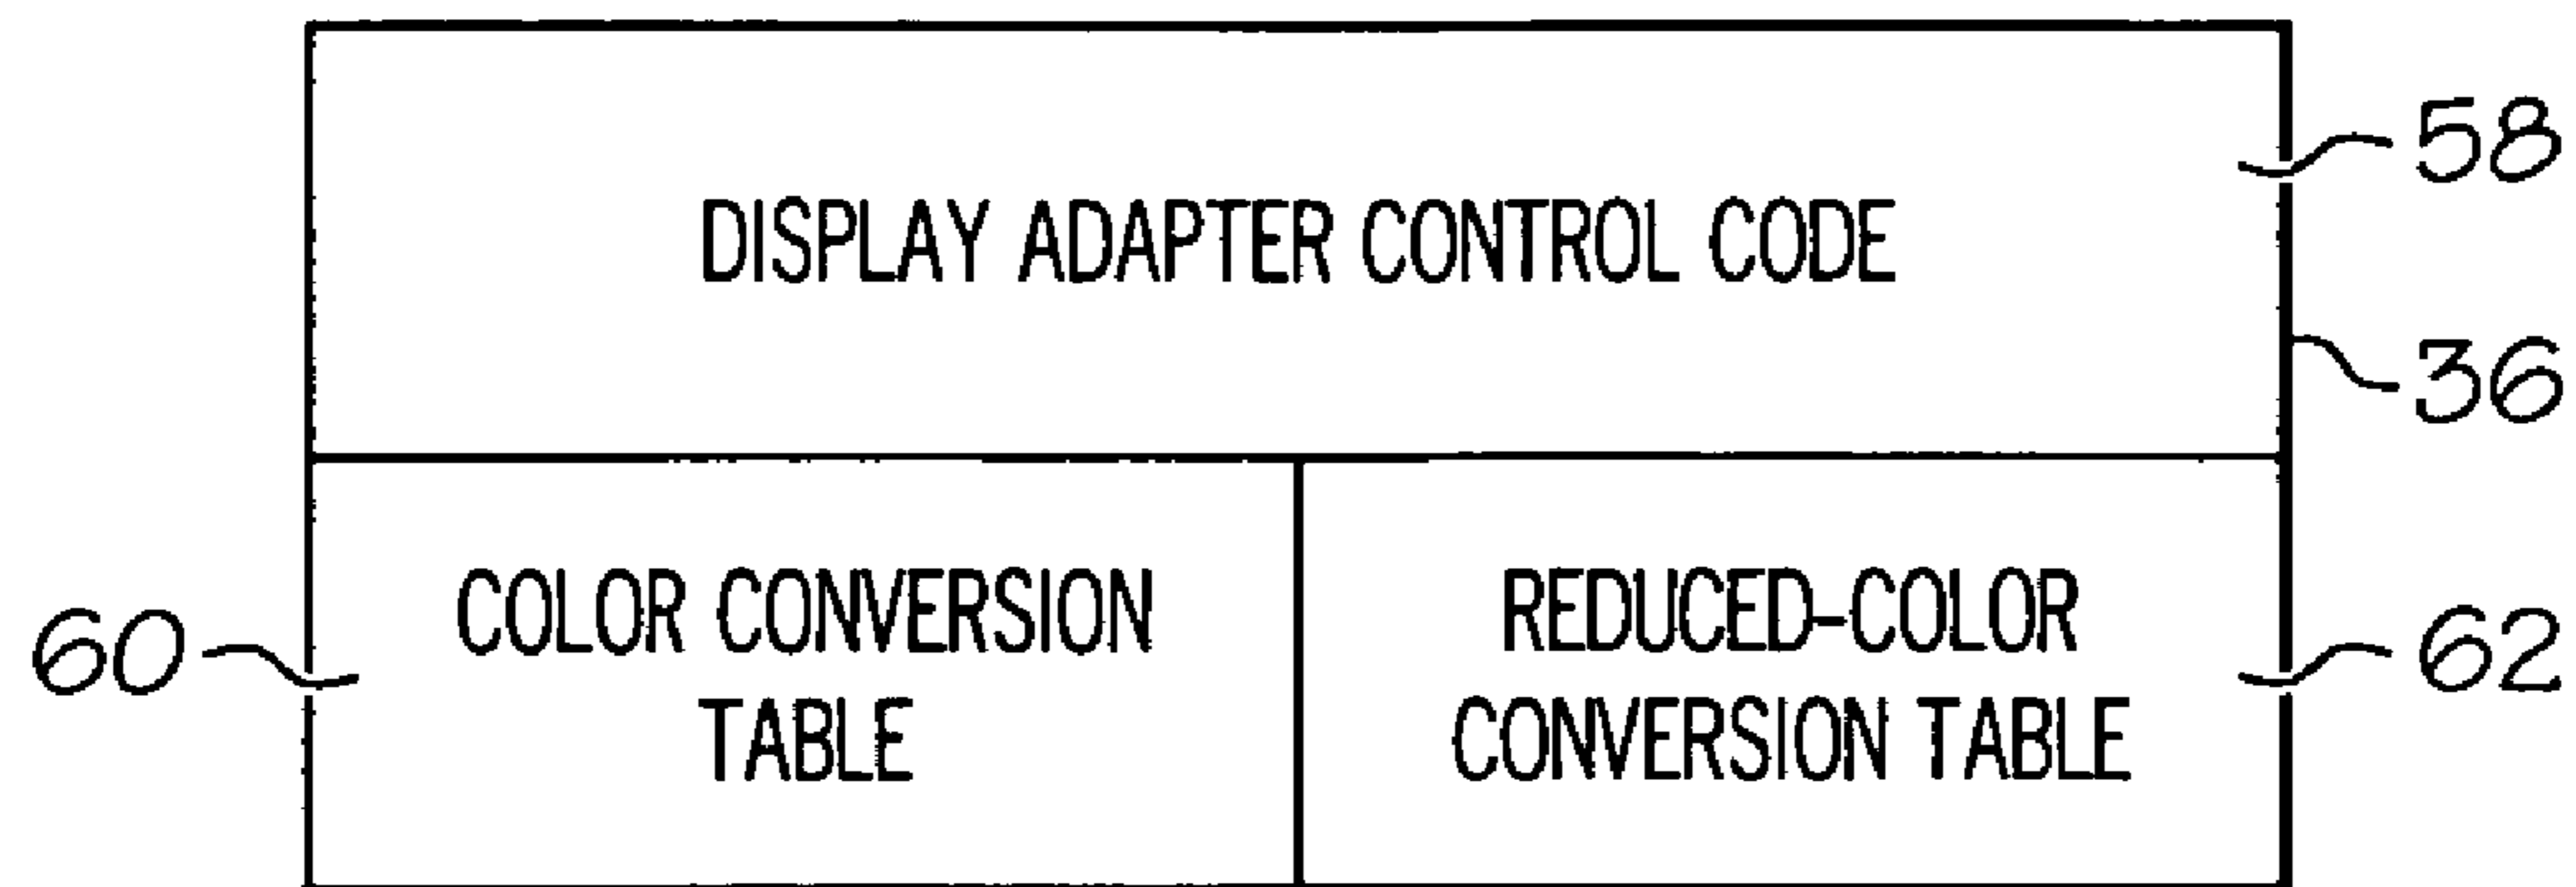 58
DISPLAY ADAPTER CONTROL CODE
36
60
COLOR CONVERSION
TABLE
REDUCED-COLOR
CONVERSION TABLE
62